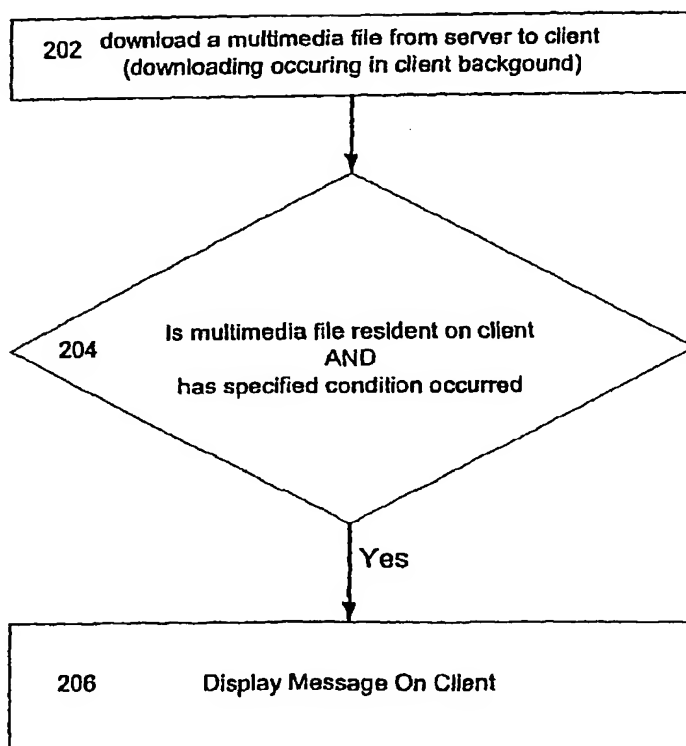 202 download a multimedia file from server to client
(downloading occuring in client backgound)
204 Is multimedia file resident on client
AND
has specified condition occurred
Yes
206 Display Message On Client